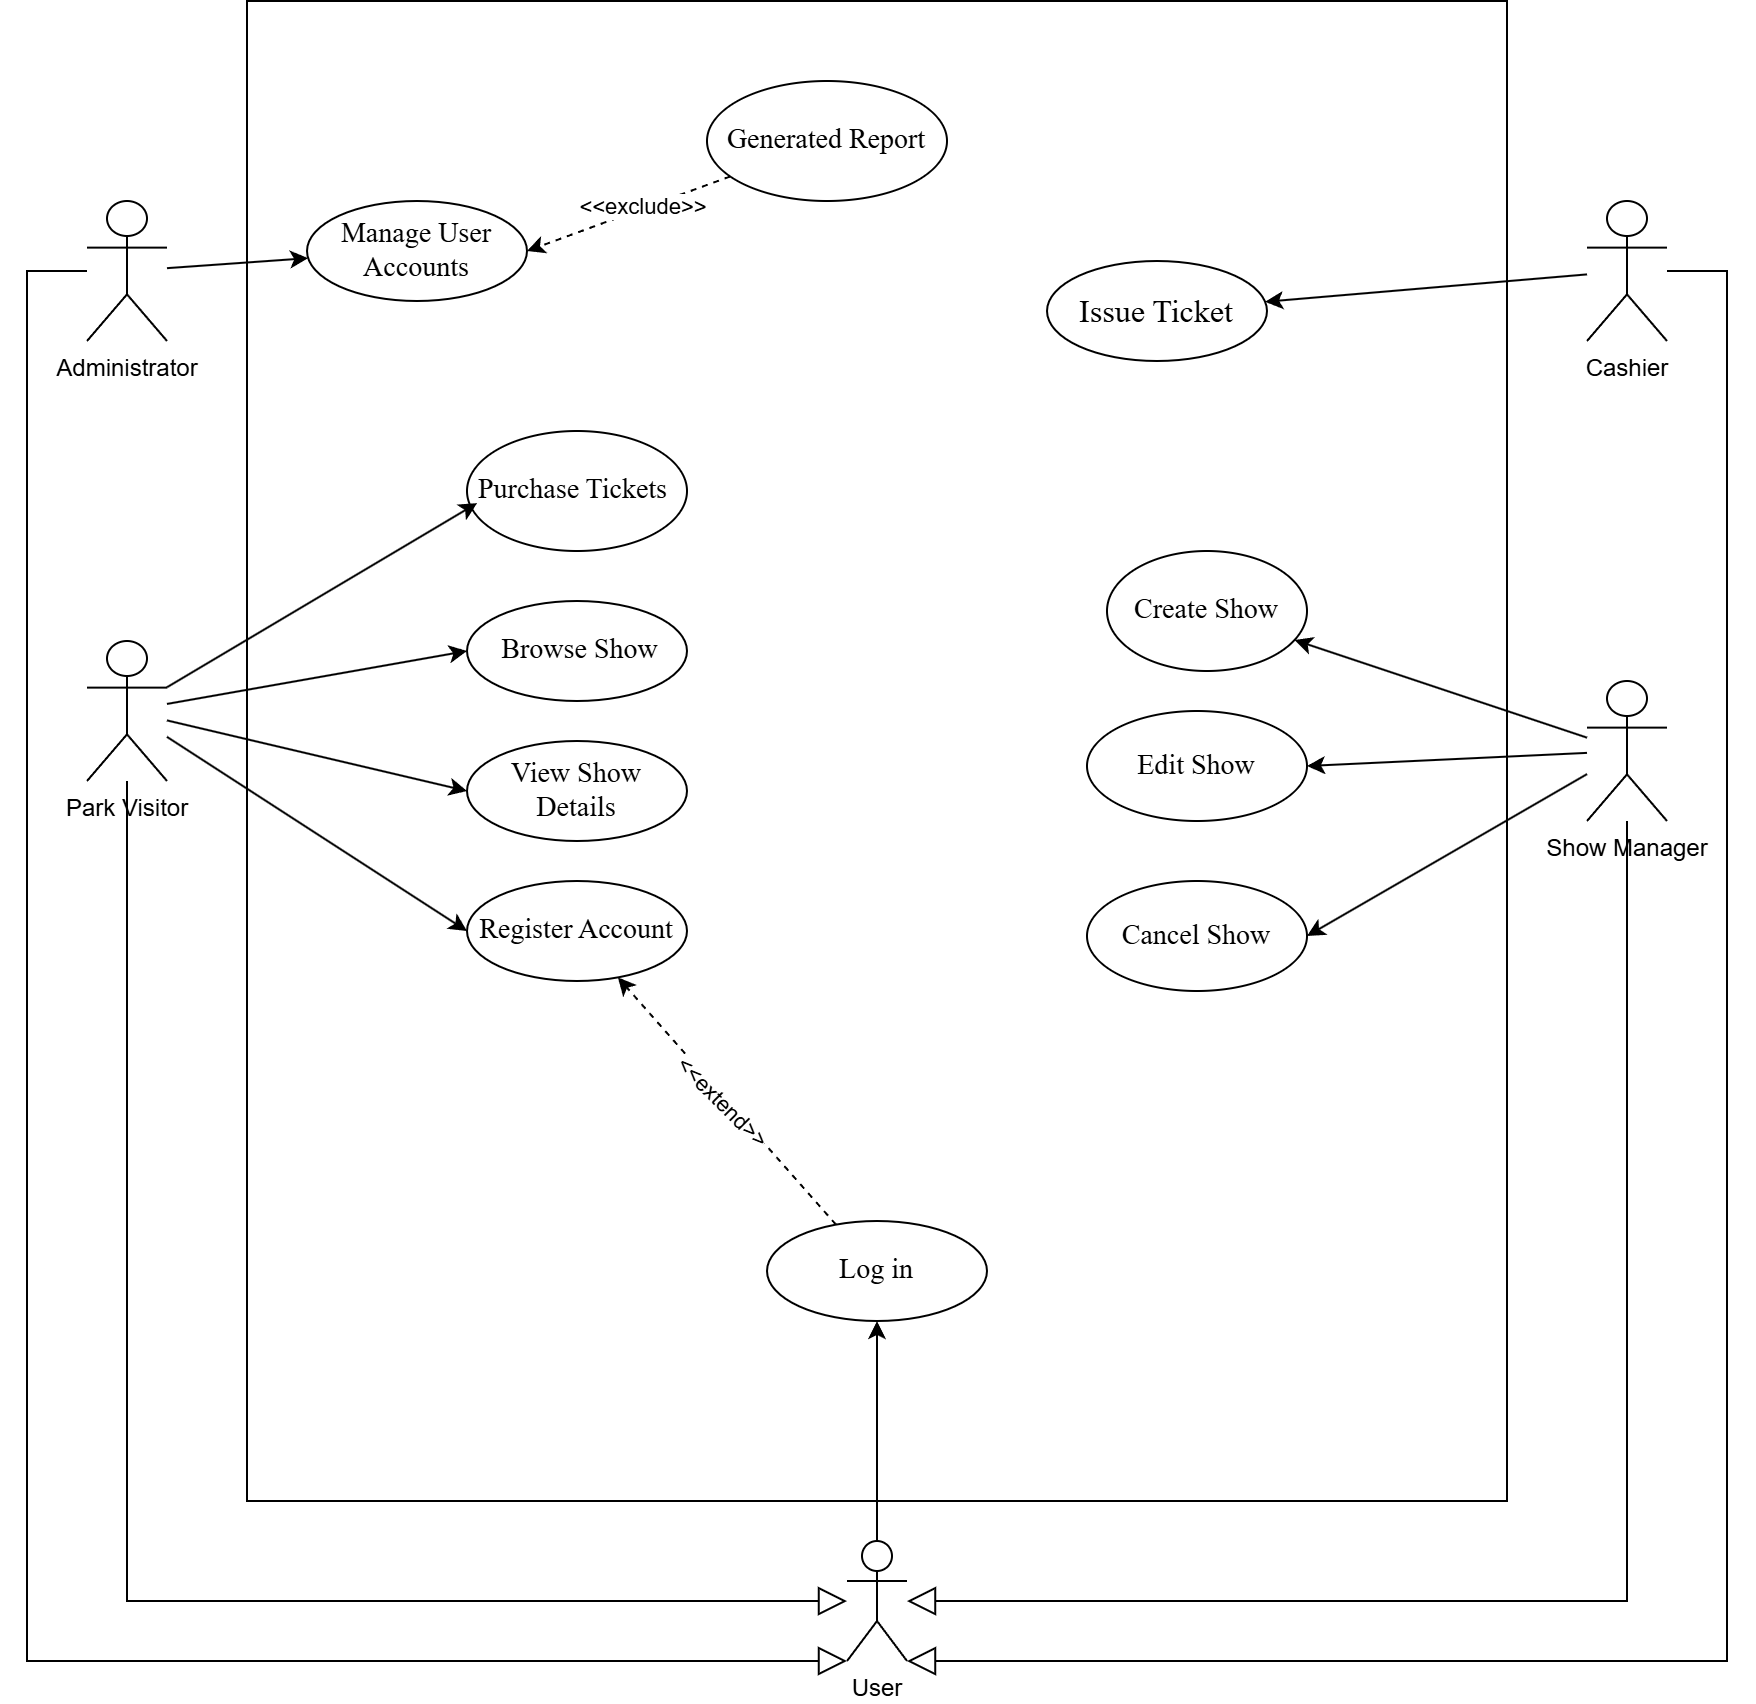 Generated Report
<<exclude>>
Manage User
Accounts
Issue Ticket
Administrator
Cashier
Purchase Tickets
Browse Show
Create Show
View Show
Details
Edit Show
Park Visitor
Show Manager
Register Account
Cancel Show
<<extend>>
Log in
User